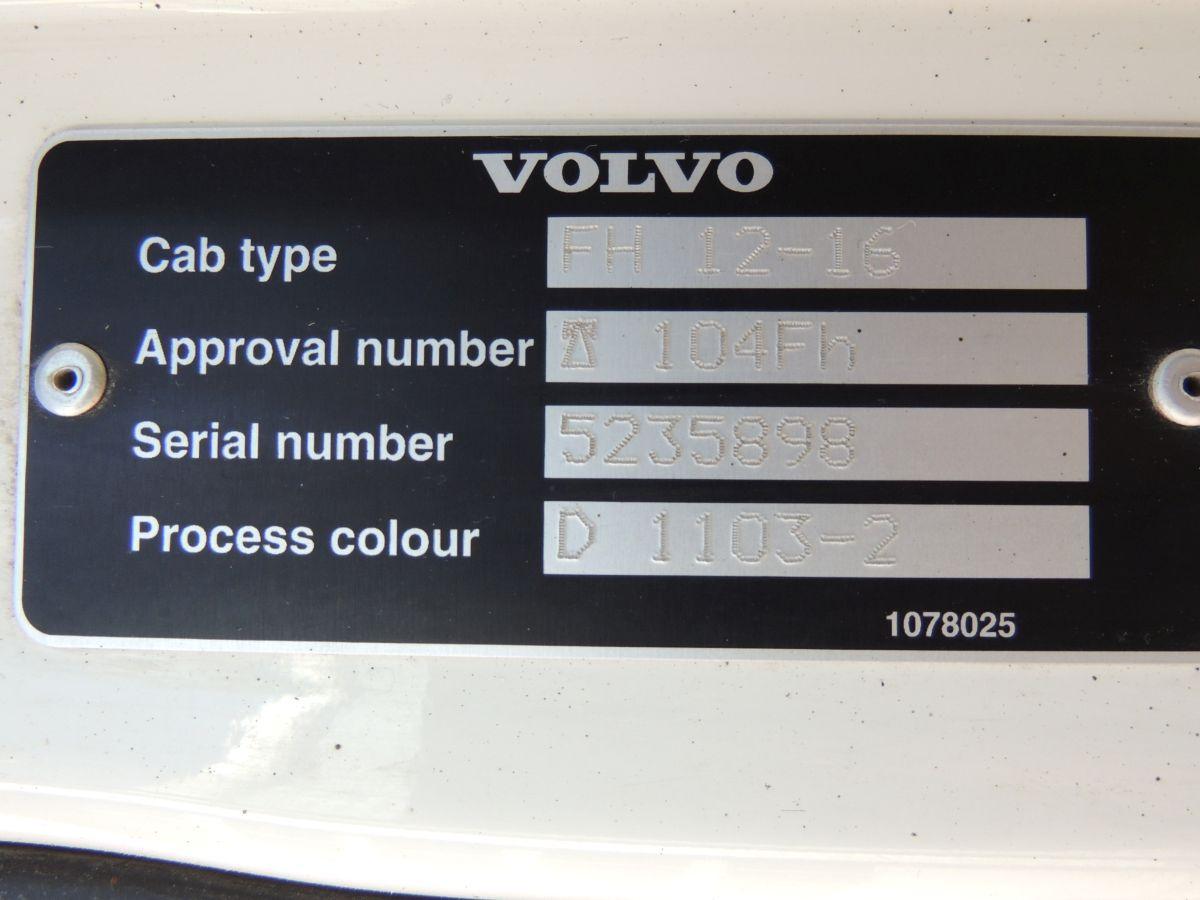 VOLVO
Cab type FH 12-16
Approval number 104Fh
Serial number 5235898
Process colour D 1103-2
1078025